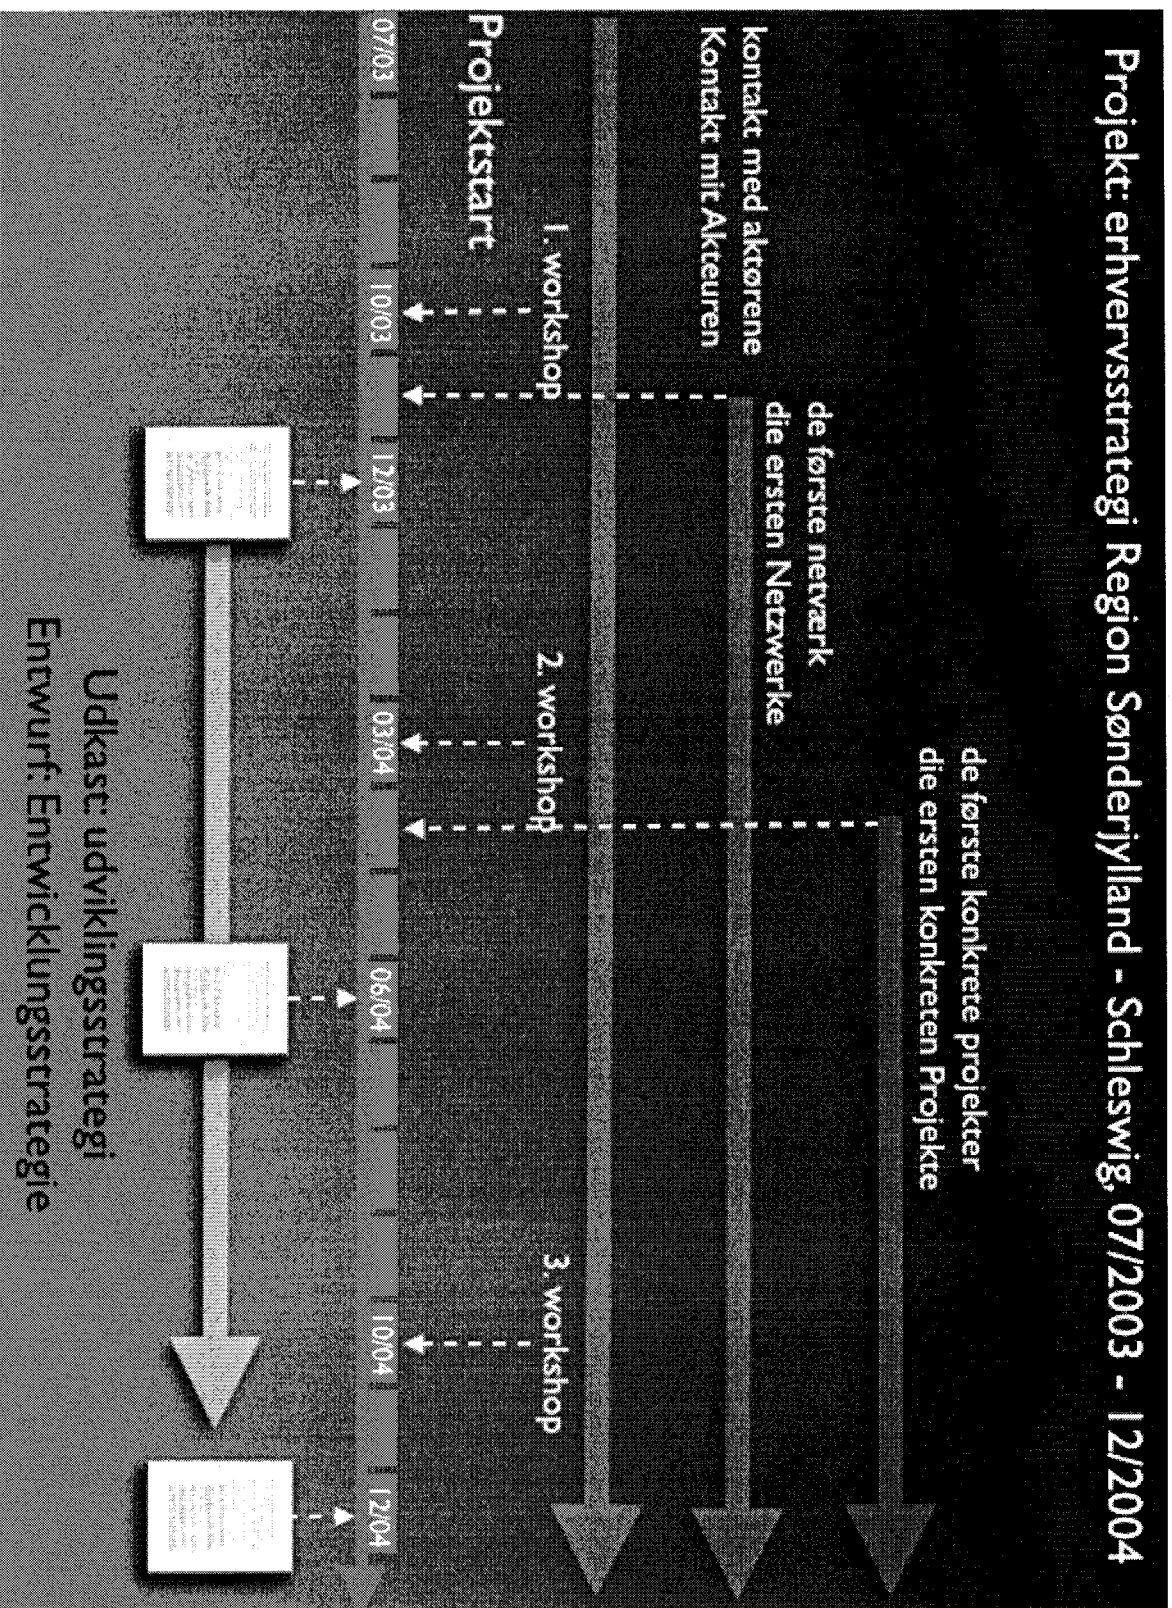 Projekt: erhvervsstrategi Region Sønderjylland - Schleswig, 07/2003 - 12/2004
de første konkrete projekter
die ersten konkreten Projekte
de første netværk
die ersten Netzwerke
kontakt med aktørene
Kontakt mit Akteuren
1. workshop
2. workshop
3. workshop
Projektstart
07/03
10/03
12/03
03/04
06/04
10/04
12/04
Udkast: udviklingsstrategi
Entwurf: Entwicklungsstrategie